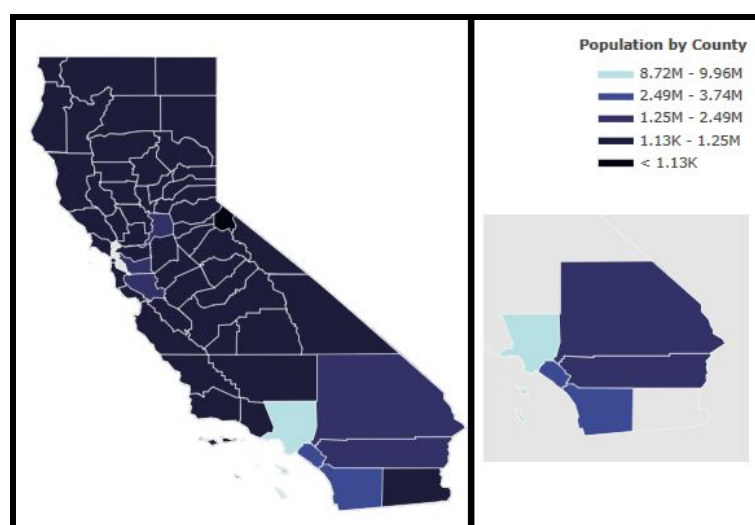 Population by County
8.72M - 9.96M
2.49M - 3.74M
1.25M - 2.49M
1.13K - 1.25M
< 1.13K